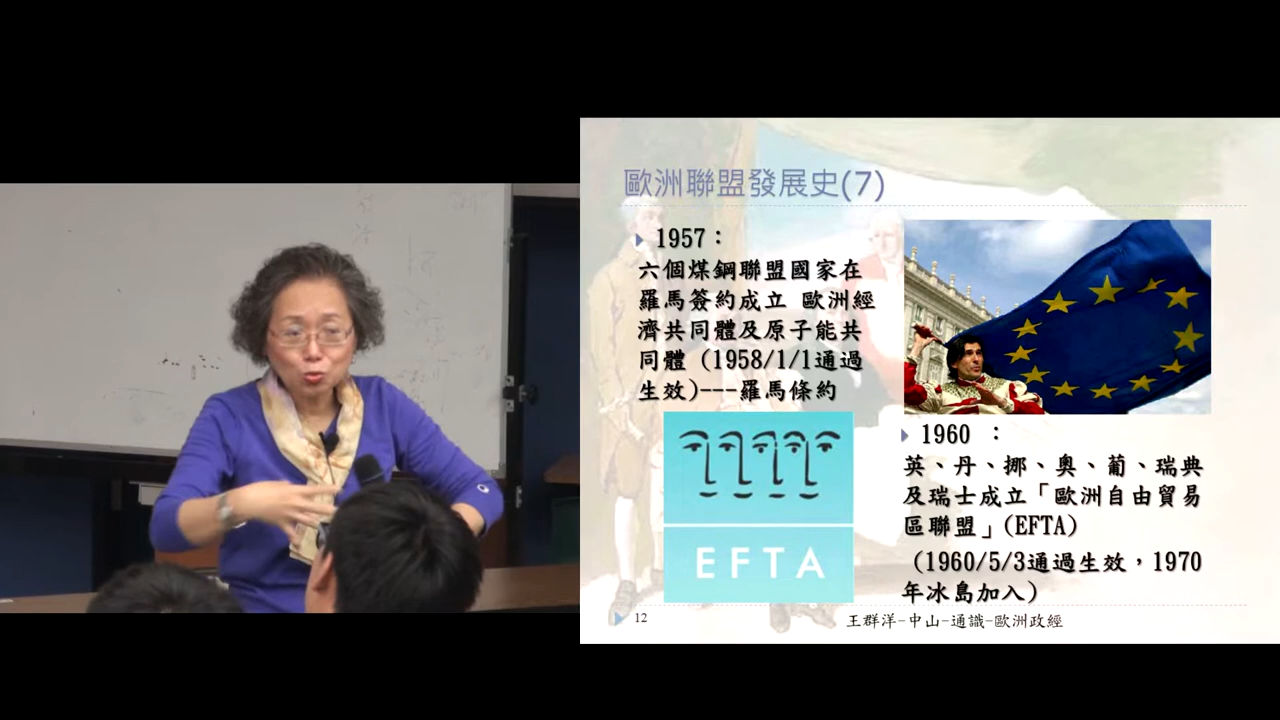 歐洲聯盟發展史(7)
1957：
六個煤鋼聯盟國家在
羅馬簽約成立 歐洲經
濟共同體及原子能共
同體 (1958/1/1通過
生效)---羅馬條約
EFTA
1960 ：
英、丹、挪、奧、葡、瑞典
及瑞士成立「歐洲自由貿易
區聯盟」(EFTA)
(1960/5/3通過生效，1970
年冰島加入)
12
王群洋-中山-通識-歐洲政經